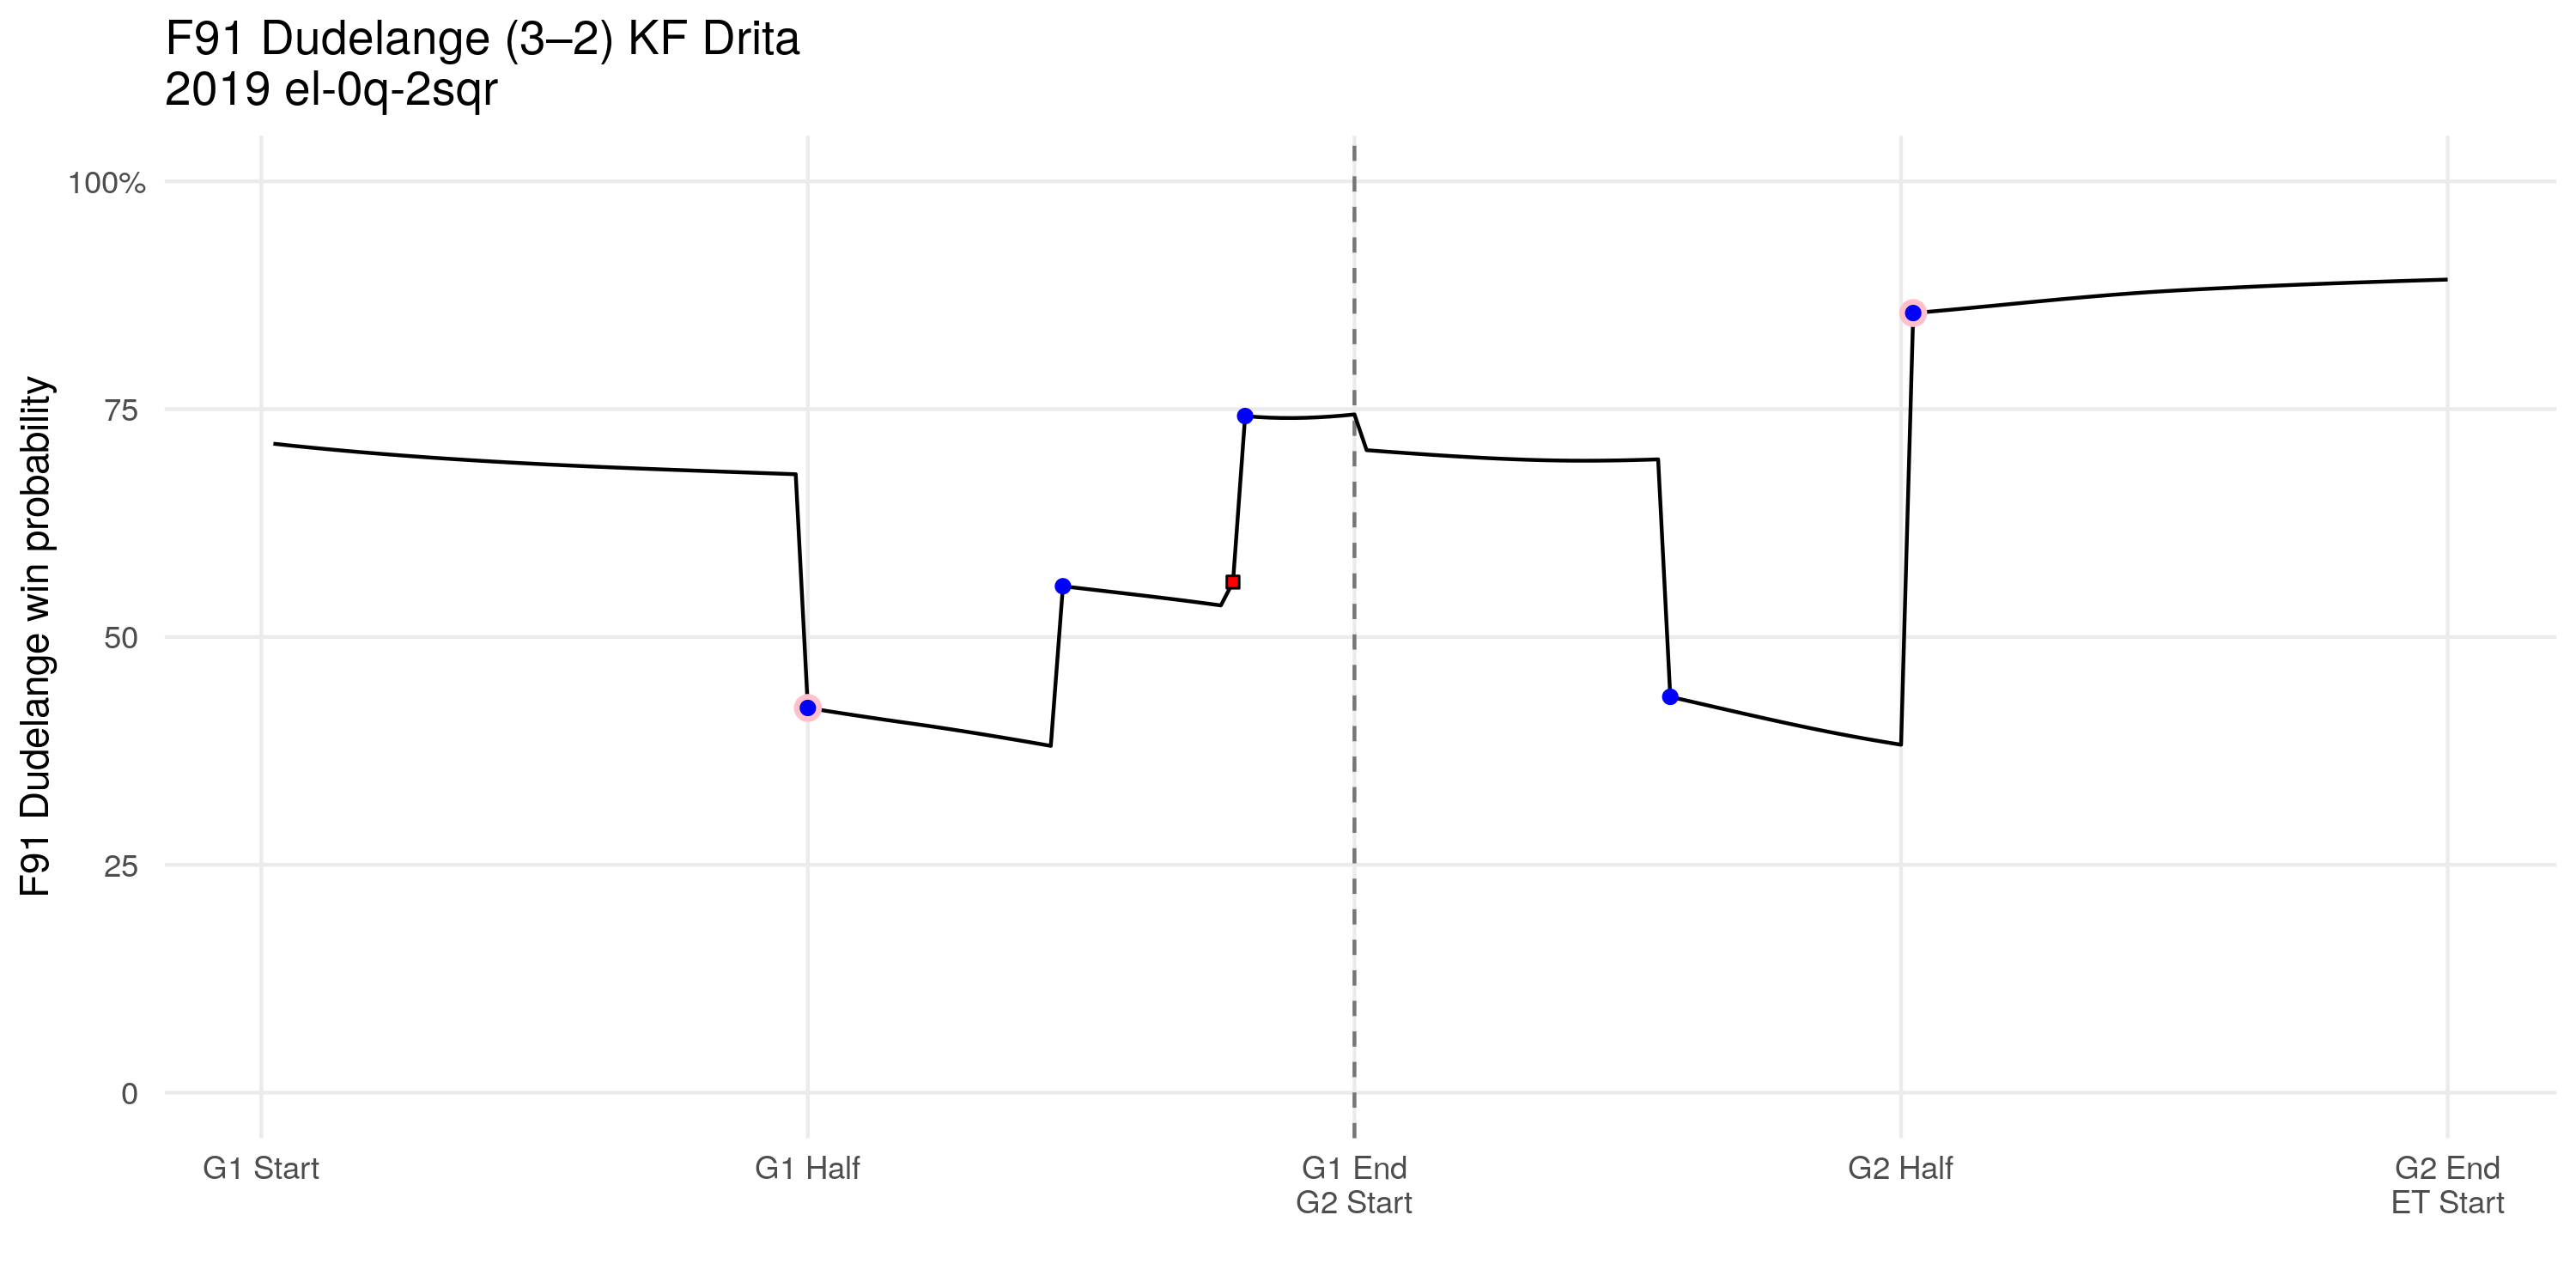 F91 Dudelange (3–2) KF Drita
2019 el-0q-2sqr
F91 Dudelange win probability
100%
75
50
25
0
G1 Start
G1 Half
G1 End
G2 Start
G2 Half
G2 End
ET Start